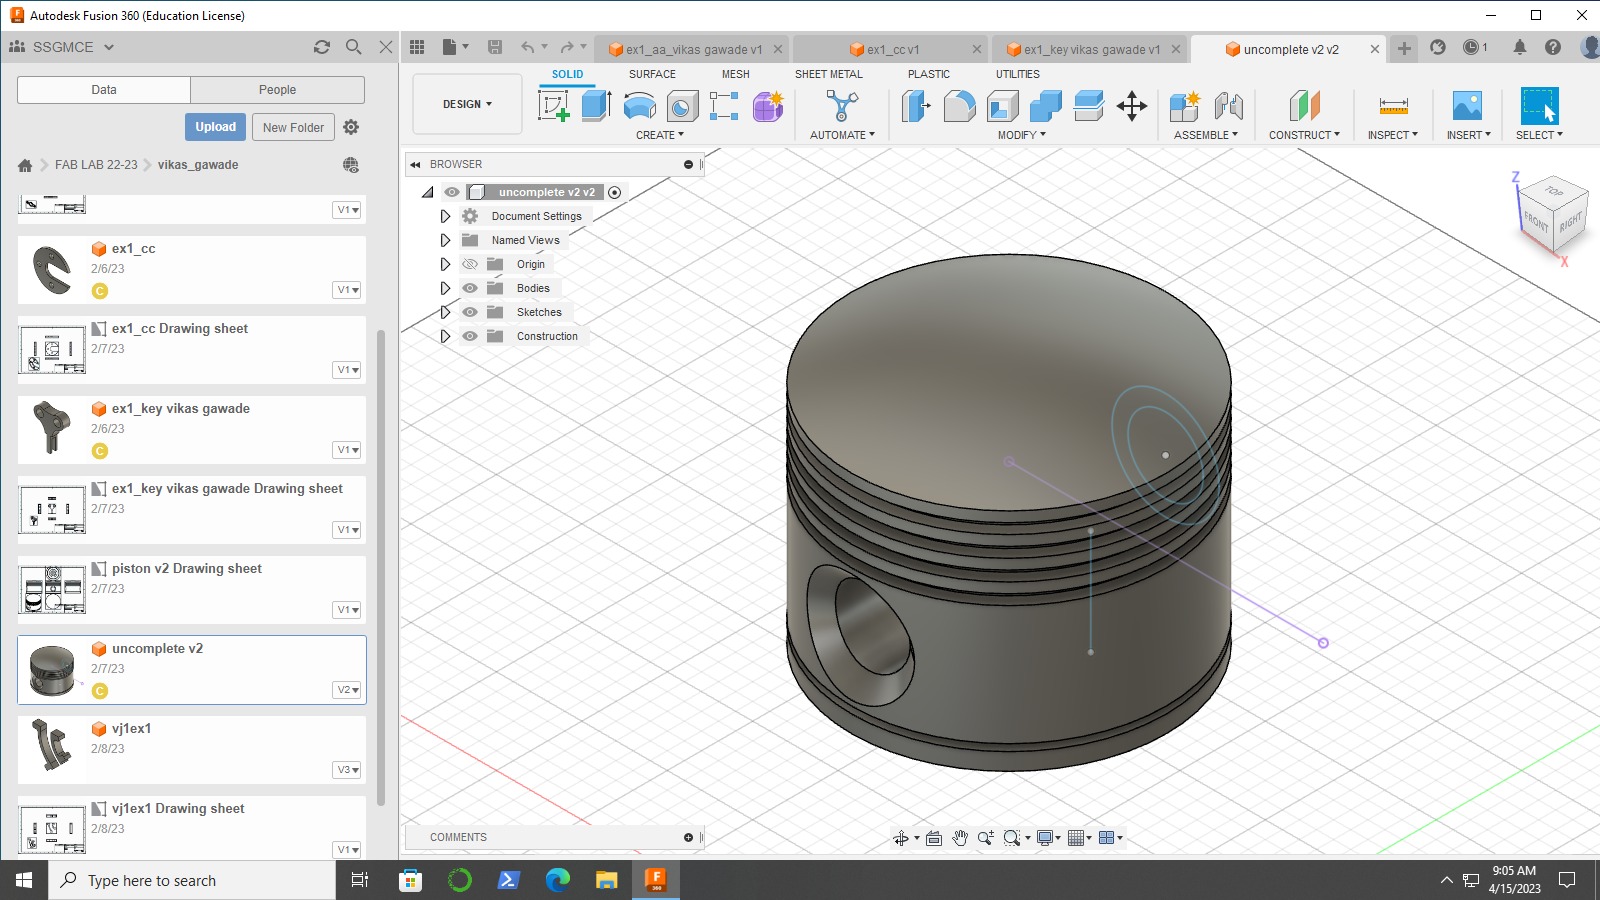 Autodesk Fusion 360 (Education License)
SSGMCE
1
ex1_aa_vikas gawade v1
ex1_cc v1
ex1_key vikas gawade v1
uncomplete v2 v2
Data
People
Upload
New Folder
FAB LAB 22-23
vikas_gawade
V1
ex1_cc
2/6/23
C
V1
ex1_cc Drawing sheet
2/7/23
V1
ex1_key vikas gawade
2/6/23
C
V1
ex1_key vikas gawade Drawing sheet
2/7/23
V1
piston v2 Drawing sheet
2/7/23
V1
uncomplete v2
2/7/23
C
V2
vj1ex1
2/8/23
V3
vj1ex1 Drawing sheet
2/8/23
V1
DESIGN
SOLID
SURFACE
MESH
SHEET METAL
PLASTIC
UTILITIES
CREATE
AUTOMATE
MODIFY
ASSEMBLE
CONSTRUCT
INSPECT
INSERT
SELECT
BROWSER
uncomplete v2 v2
Document Settings
Named Views
Origin
Bodies
Sketches
Construction
Z
TOP
FRONT
RIGHT
X
COMMENTS
Type here to search
F
360
9:05 AM
4/15/2023